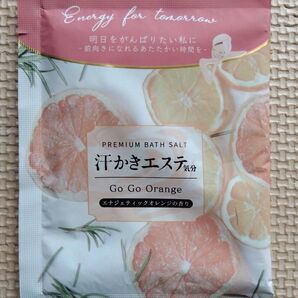 Energy for tomorrow
明日をがんばりたい私に
-前向きになれるあたたかい時間を-
PREMIUM BATH SALT
汗かきエステ気分
Go Go Orange
エナジェティックオレンジの香り